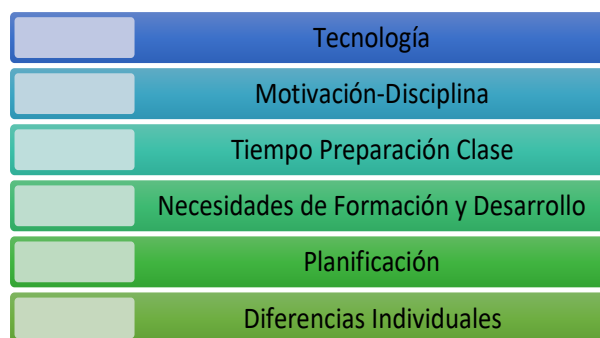 Tecnología
Motivación-Disciplina
Tiempo Preparación Clase
Necesidades de Formación y Desarrollo
Planificación
Diferencias Individuales